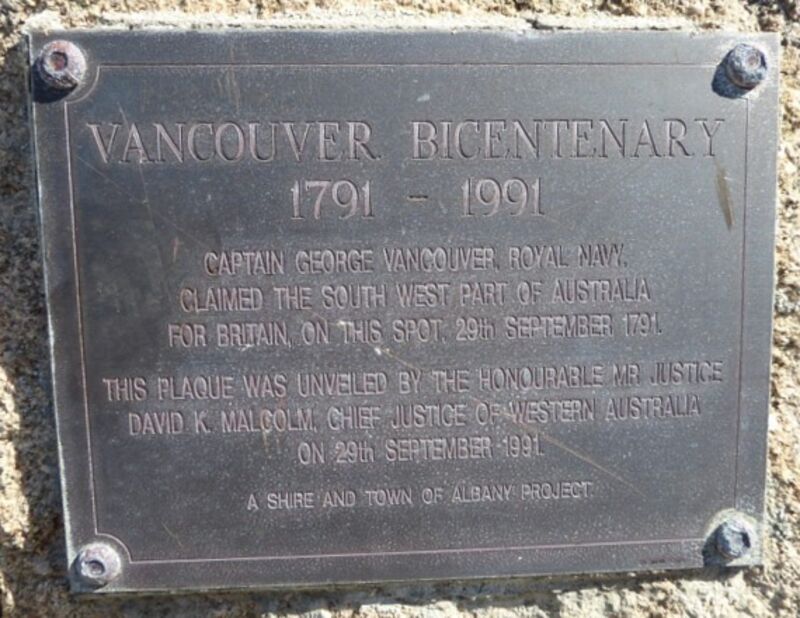 VANCOUVER BICENTENARY
1791 - 1991
CAPTAIN GEORGE VANCOUVER, ROYAL NAVY,
CLAIMED THE SOUTH WEST PART OF AUSTRALIA
FOR BRITAIN, ON THIS SPOT, 29th SEPTEMBER 1791.
THIS PLAQUE WAS UNVEILED BY THE HONOURABLE MR JUSTICE
DAVID K. MALCOLM, CHIEF JUSTICE OF WESTERN AUSTRALIA
ON 29th SEPTEMBER 1991.
A SHIRE AND TOWN OF ALBANY PROJECT.